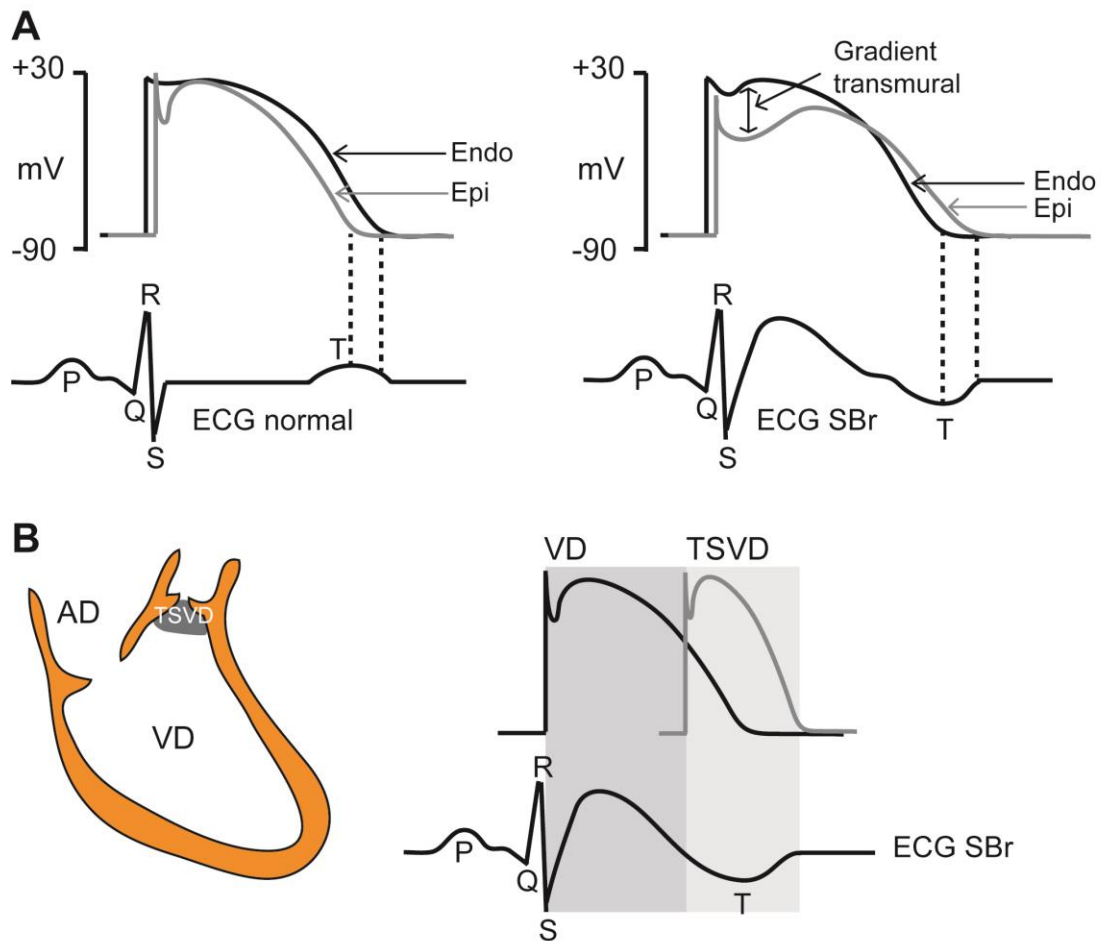 A
+30
mV
-90
Endo
Epi
R
P
Q
S
T
ECG normal
+30
mV
-90
Gradient
transmural
Endo
Epi
R
P
Q
S
ECG SBr
T
B
AD
TSVD
VD
VD
TSVD
R
P
Q
S
T
ECG SBr